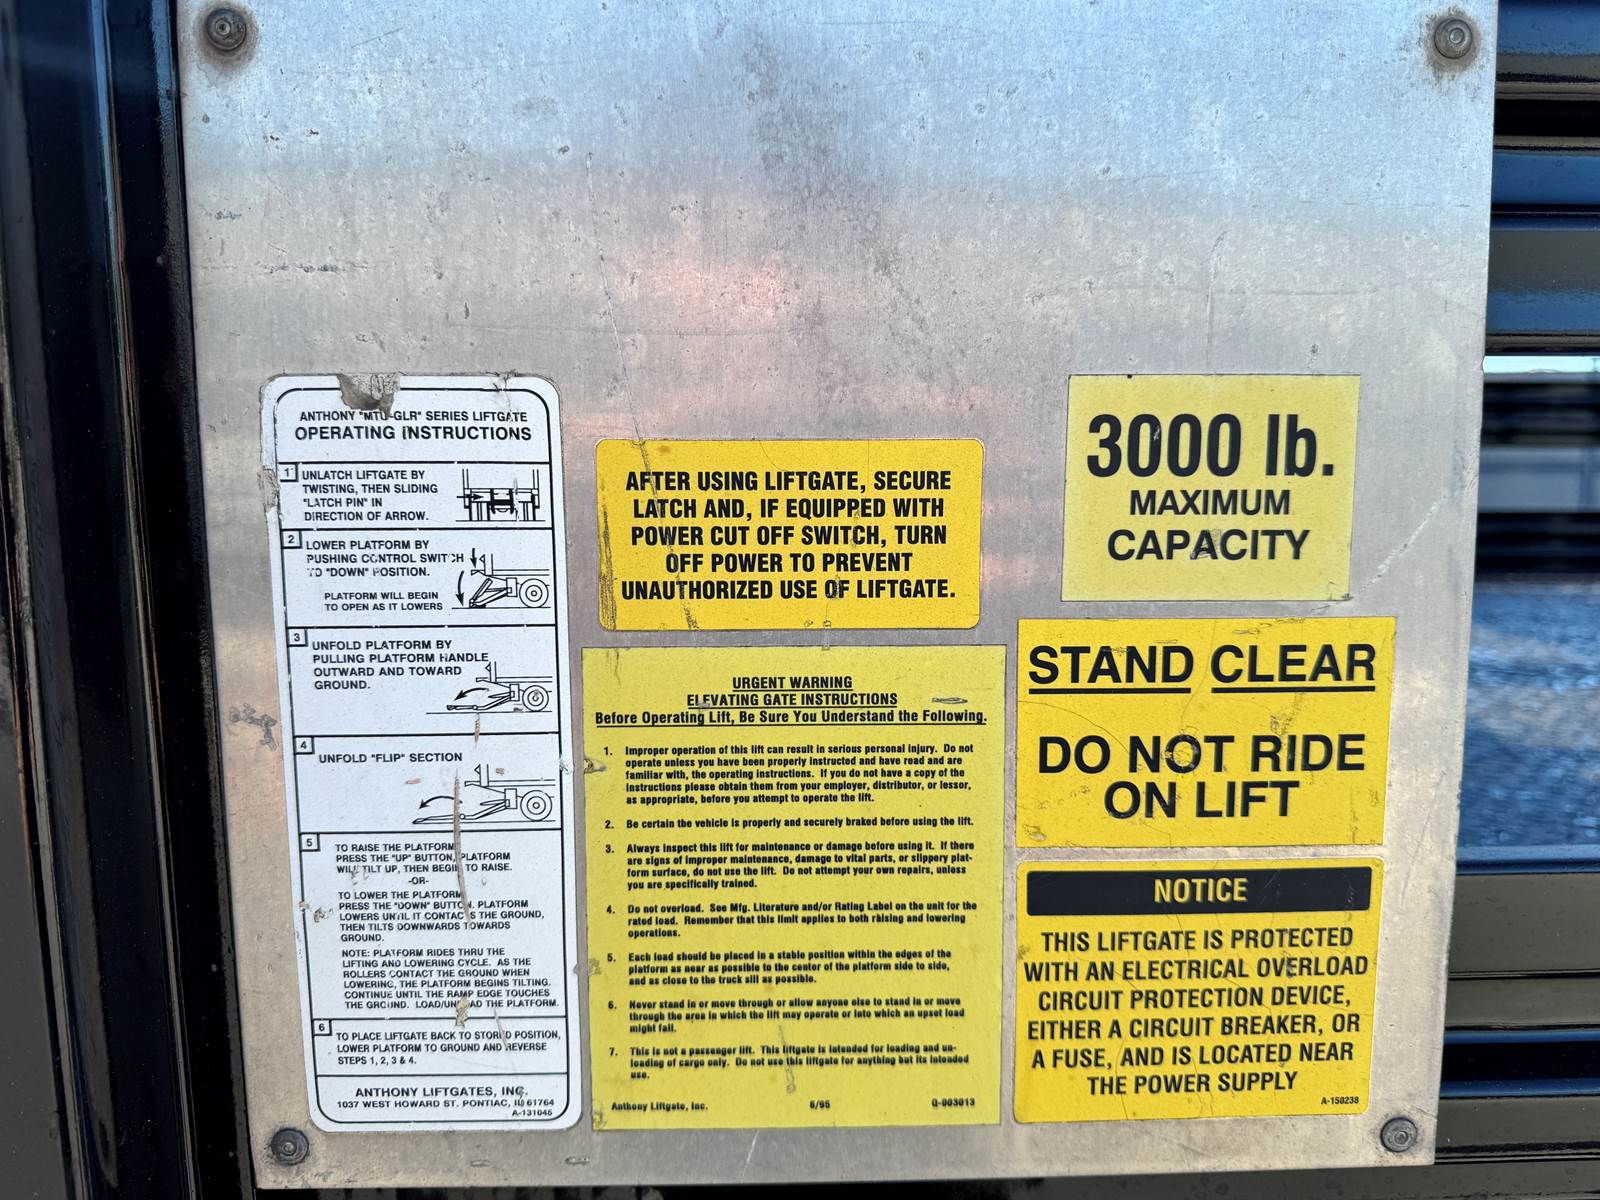 ANTHONY "MTU-GLR" SERIES LIFTGATE
OPERATING INSTRUCTIONS
1
UNLATCH LIFTGATE BY
TWISTING, THEN SLIDING
"LATCH PIN" IN
DIRECTION OF ARROW.
2
LOWER PLATFORM BY
PUSHING CONTROL SWITCH
TO "DOWN" POSITION.
PLATFORM WILL BEGIN
TO OPEN AS IT LOWERS
3
UNFOLD PLATFORM BY
PULLING PLATFORM HANDLE
OUTWARD AND TOWARD
GROUND.
4
UNFOLD "FLIP" SECTION
5
TO RAISE THE PLATFORM
PRESS THE "UP" BUTTON, PLATFORM
WILL TILT UP, THEN BEGIN TO RAISE.
-OR-
TO LOWER THE PLATFORM
PRESS THE "DOWN" BUTTON. PLATFORM
LOWERS UNTIL IT CONTACTS THE GROUND,
THEN TILTS DOWNWARDS TOWARDS
GROUND.
NOTE: PLATFORM RIDES THRU THE
LIFTING AND LOWERING CYCLE. AS THE
ROLLERS CONTACT THE GROUND WHEN
LOWERING, THE PLATFORM BEGINS TILTING.
CONTINUE UNTIL THE RAMP EDGE TOUCHES
THE GROUND. LOAD/UNLOAD THE PLATFORM.
6
TO PLACE LIFTGATE BACK TO STORED POSITION,
LOWER PLATFORM TO GROUND AND REVERSE
STEPS 1, 2, 3 & 4.
ANTHONY LIFTGATES, INC.
1037 WEST HOWARD ST. PONTIAC, IL 61764
A-131045
AFTER USING LIFTGATE, SECURE
LATCH AND, IF EQUIPPED WITH
POWER CUT OFF SWITCH, TURN
OFF POWER TO PREVENT
UNAUTHORIZED USE OF LIFTGATE.
URGENT WARNING
ELEVATING GATE INSTRUCTIONS
Before Operating Lift, Be Sure You Understand the Following.
1. Improper operation of this lift can result in serious personal injury. Do not
operate unless you have been properly instructed and have read and are
familiar with, the operating instructions. If you do not have a copy of the
instructions please obtain them from your employer, distributor, or lessor,
as appropriate, before you attempt to operate the lift.
2. Be certain the vehicle is properly and securely braked before using the lift.
3. Always inspect this lift for maintenance or damage before using it. If there
are signs of improper maintenance, damage to vital parts, or slippery plat-
form surface, do not use the lift. Do not attempt your own repairs, unless
you are specifically trained.
4. Do not overload. See Mfg. Literature and/or Rating Label on the unit for the
rated load. Remember that this limit applies to both raising and lowering
operations.
5. Each load should be placed in a stable position within the edges of the
platform as near as possible to the center of the platform side to side,
and as close to the truck sill as possible.
6. Never stand in or move through or allow anyone else to stand in or move
through the area in which the lift may operate or into which an upset load
might fall.
7. This is not a passenger lift. This liftgate is intended for loading and un-
loading of cargo only. Do not use this liftgate for anything but its intended
use.
Anthony Liftgate, Inc. 6/95 Q-003013
3000 lb.
MAXIMUM
CAPACITY
STAND CLEAR
DO NOT RIDE
ON LIFT
NOTICE
THIS LIFTGATE IS PROTECTED
WITH AN ELECTRICAL OVERLOAD
CIRCUIT PROTECTION DEVICE,
EITHER A CIRCUIT BREAKER, OR
A FUSE, AND IS LOCATED NEAR
THE POWER SUPPLY
A-150238